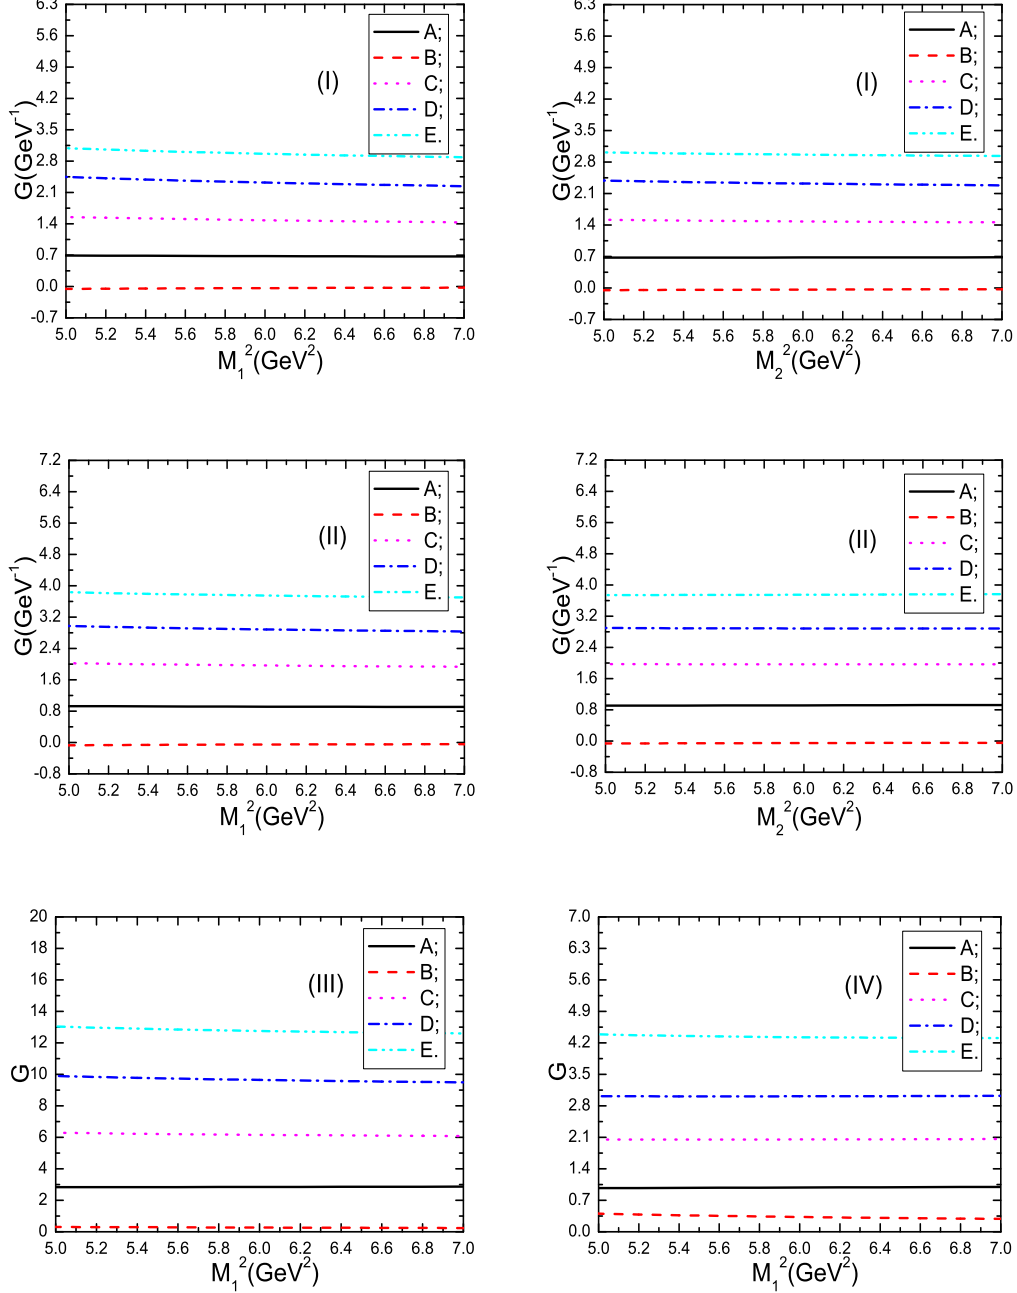 6.3
5.6
4.9
4.2
3.5
2.8
2.1
1.4
0.7
0.0
-0.7
G(GeV⁻¹)
(I)
A;
B;
C;
D;
E.
5.0 5.2 5.4 5.6 5.8 6.0 6.2 6.4 6.6 6.8 7.0
M₁²(GeV²)
6.3
5.6
4.9
4.2
3.5
2.8
2.1
1.4
0.7
0.0
-0.7
G(GeV⁻¹)
(I)
A;
B;
C;
D;
E.
5.0 5.2 5.4 5.6 5.8 6.0 6.2 6.4 6.6 6.8 7.0
M₂²(GeV²)
7.2
6.4
5.6
4.8
4.0
3.2
2.4
1.6
0.8
0.0
-0.8
G(GeV⁻¹)
(II)
A;
B;
C;
D;
E.
5.0 5.2 5.4 5.6 5.8 6.0 6.2 6.4 6.6 6.8 7.0
M₁²(GeV²)
7.2
6.4
5.6
4.8
4.0
3.2
2.4
1.6
0.8
0.0
-0.8
G(GeV⁻¹)
(II)
A;
B;
C;
D;
E.
5.0 5.2 5.4 5.6 5.8 6.0 6.2 6.4 6.6 6.8 7.0
M₂²(GeV²)
20
18
16
14
12
10
8
6
4
2
0
G
(III)
A;
B;
C;
D;
E.
5.0 5.2 5.4 5.6 5.8 6.0 6.2 6.4 6.6 6.8 7.0
M₁²(GeV²)
7.0
6.3
5.6
4.9
4.2
3.5
2.8
2.1
1.4
0.7
0.0
G
(IV)
A;
B;
C;
D;
E.
5.0 5.2 5.4 5.6 5.8 6.0 6.2 6.4 6.6 6.8 7.0
M₁²(GeV²)